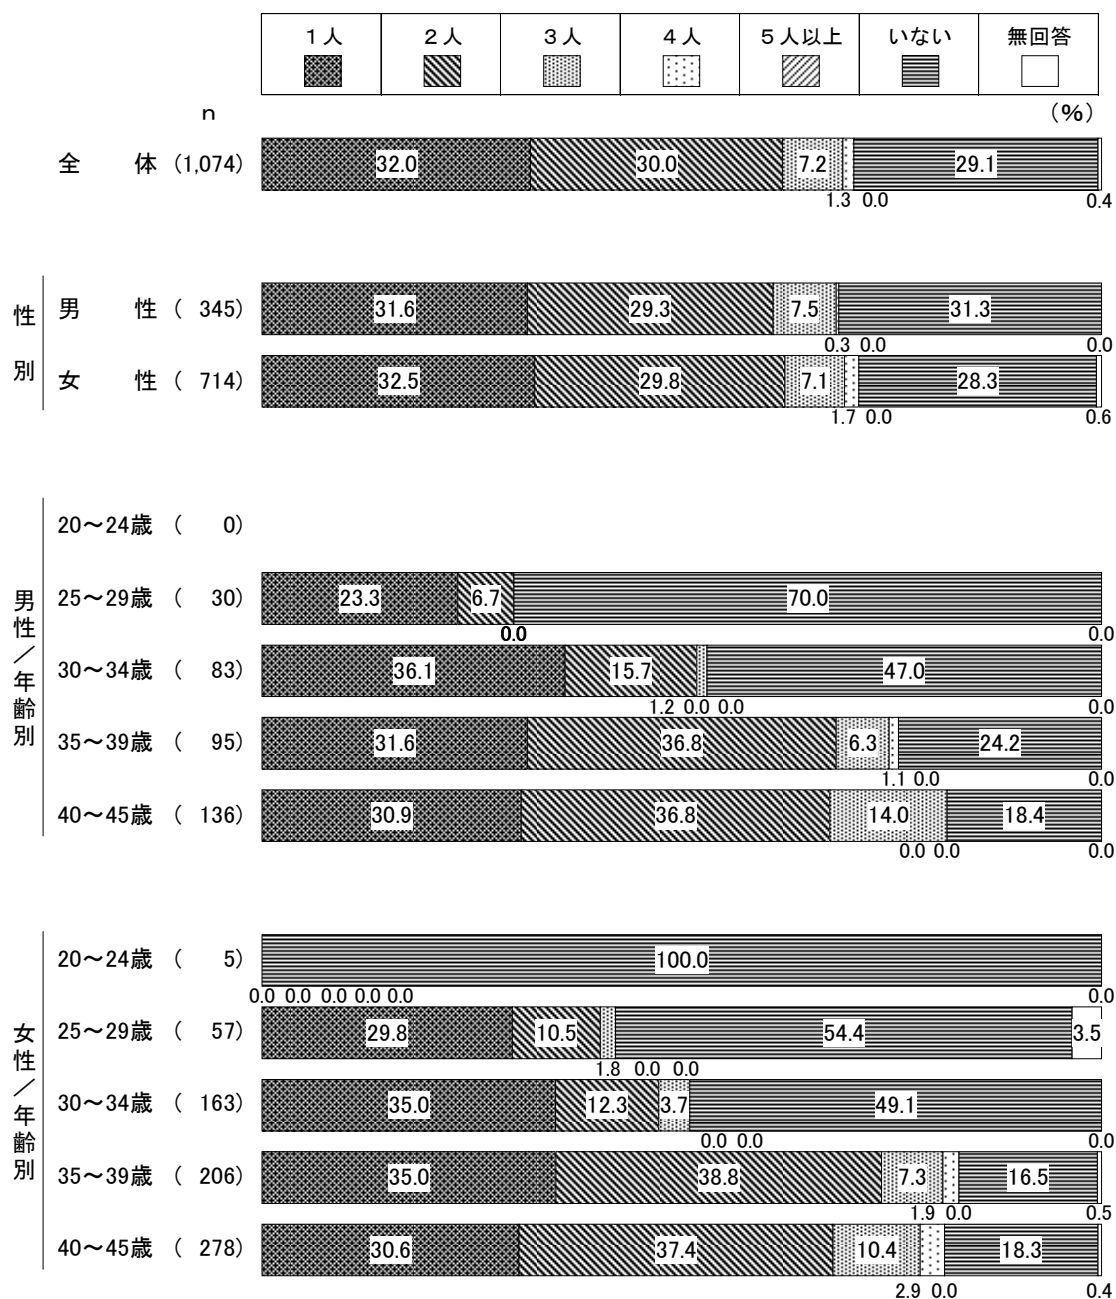 １人 ２人 ３人 ４人 ５人以上 いない 無回答
ｎ (％)
全 体 (1,074) 32.0 30.0 7.2 29.1
1.3 0.0 0.4
性別
男 性 ( 345) 31.6 29.3 7.5 31.3
0.3 0.0 0.0
女 性 ( 714) 32.5 29.8 7.1 28.3
1.7 0.0 0.6
男性／年齢別
20～24歳 ( 0)
25～29歳 ( 30) 23.3 6.7 70.0
0.0 0.0
30～34歳 ( 83) 36.1 15.7 47.0
1.2 0.0 0.0 0.0
35～39歳 ( 95) 31.6 36.8 6.3 24.2
1.1 0.0 0.0
40～45歳 ( 136) 30.9 36.8 14.0 18.4
0.0 0.0 0.0
女性／年齢別
20～24歳 ( 5) 100.0
0.0 0.0 0.0 0.0 0.0 0.0
25～29歳 ( 57) 29.8 10.5 54.4 3.5
1.8 0.0 0.0
30～34歳 ( 163) 35.0 12.3 3.7 49.1
0.0 0.0 0.0
35～39歳 ( 206) 35.0 38.8 7.3 16.5
1.9 0.0 0.5
40～45歳 ( 278) 30.6 37.4 10.4 18.3
2.9 0.0 0.4